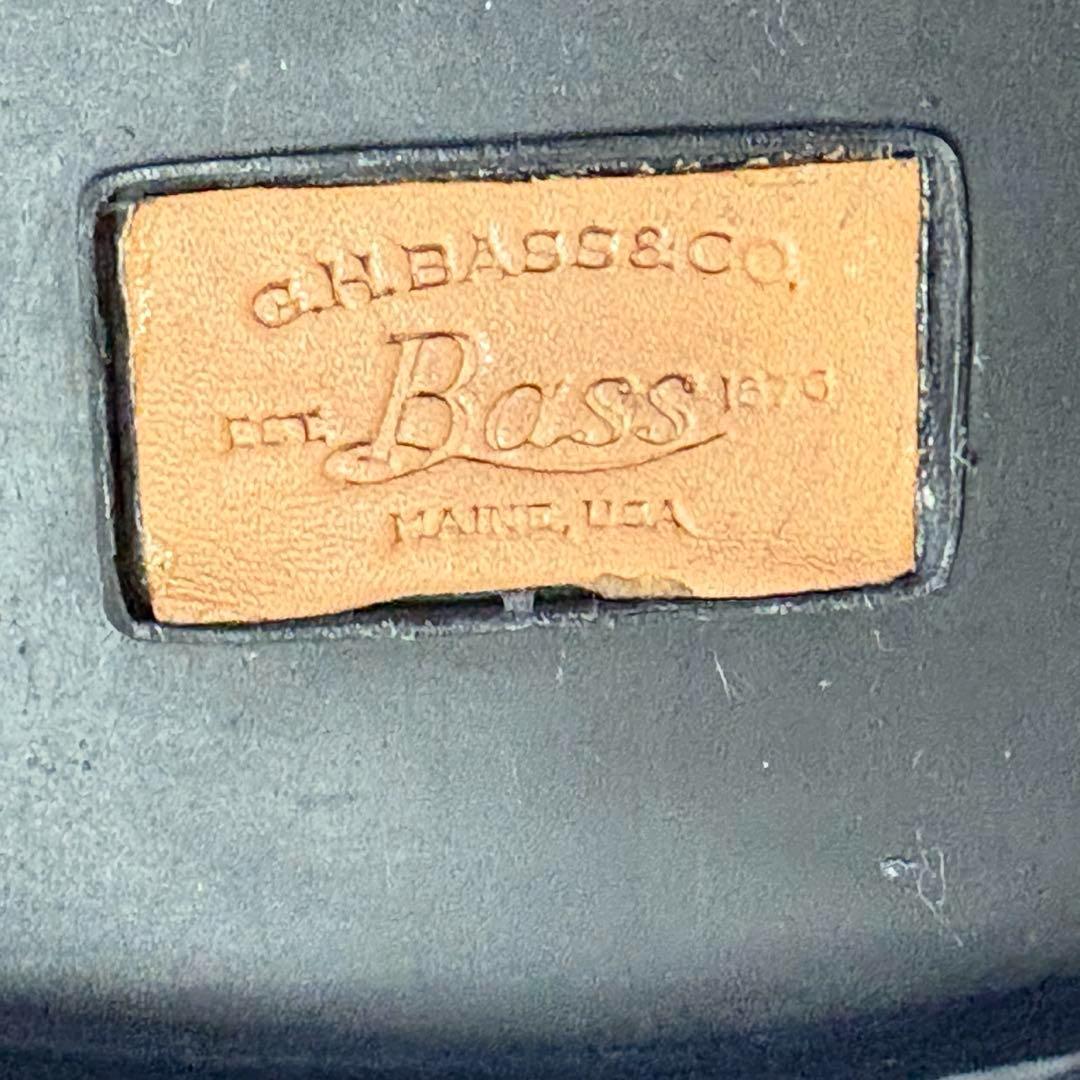 G.H. BASS & CO.
EST. Bass 1876
MAINE, USA